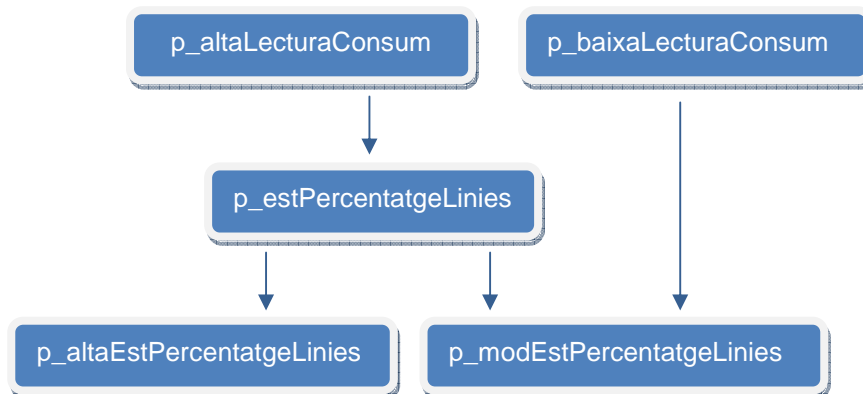 p_altaLecturaConsum
p_baixaLecturaConsum
p_estPercentatgeLinies
p_altaEstPercentatgeLinies
p_modEstPercentatgeLinies